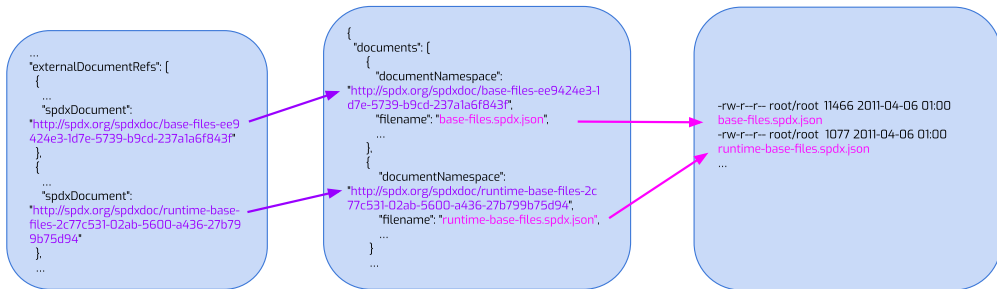 ...
"externalDocumentRefs": [
{
...
"spdxDocument":
"http://spdx.org/spdxdoc/base-files-ee9
424e3-1d7e-5739-b9cd-237a1a6f843f"
},
{
...
"spdxDocument":
"http://spdx.org/spdxdoc/runtime-base-
files-2c77c531-02ab-5600-a436-27b79
9b75d94"
},
...
{
"documents": [
{
"documentNamespace":
"http://spdx.org/spdxdoc/base-files-ee9424e3-1
d7e-5739-b9cd-237a1a6f843f",
"filename": "base-files.spdx.json",
...
},
{
"documentNamespace":
"http://spdx.org/spdxdoc/runtime-base-files-2c
77c531-02ab-5600-a436-27b799b75d94",
"filename": "runtime-base-files.spdx.json",
...
}
...
-rw-r--r-- root/root 11466 2011-04-06 01:00
base-files.spdx.json
-rw-r--r-- root/root 1077 2011-04-06 01:00
runtime-base-files.spdx.json
...